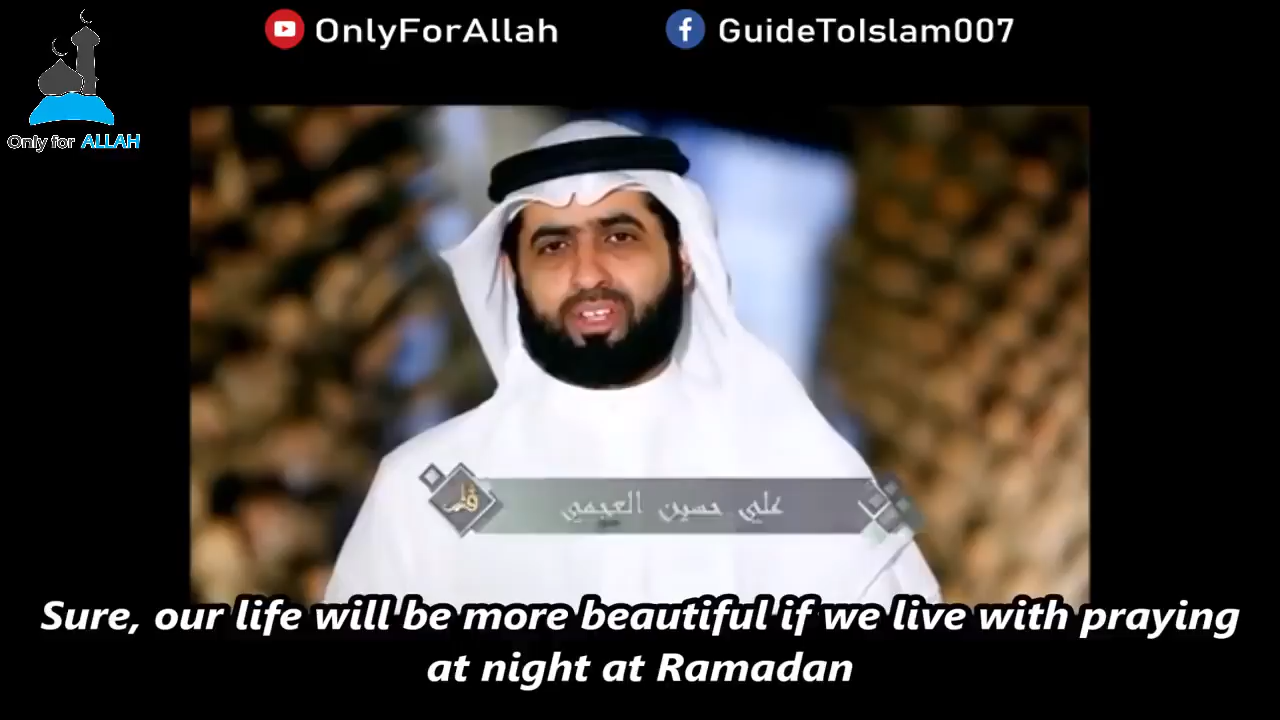 OnlyForAllah
GuideToIslam007
Only for ALLAH
علي حسين العجمي
Sure, our life will be more beautiful if we live with praying
at night at Ramadan